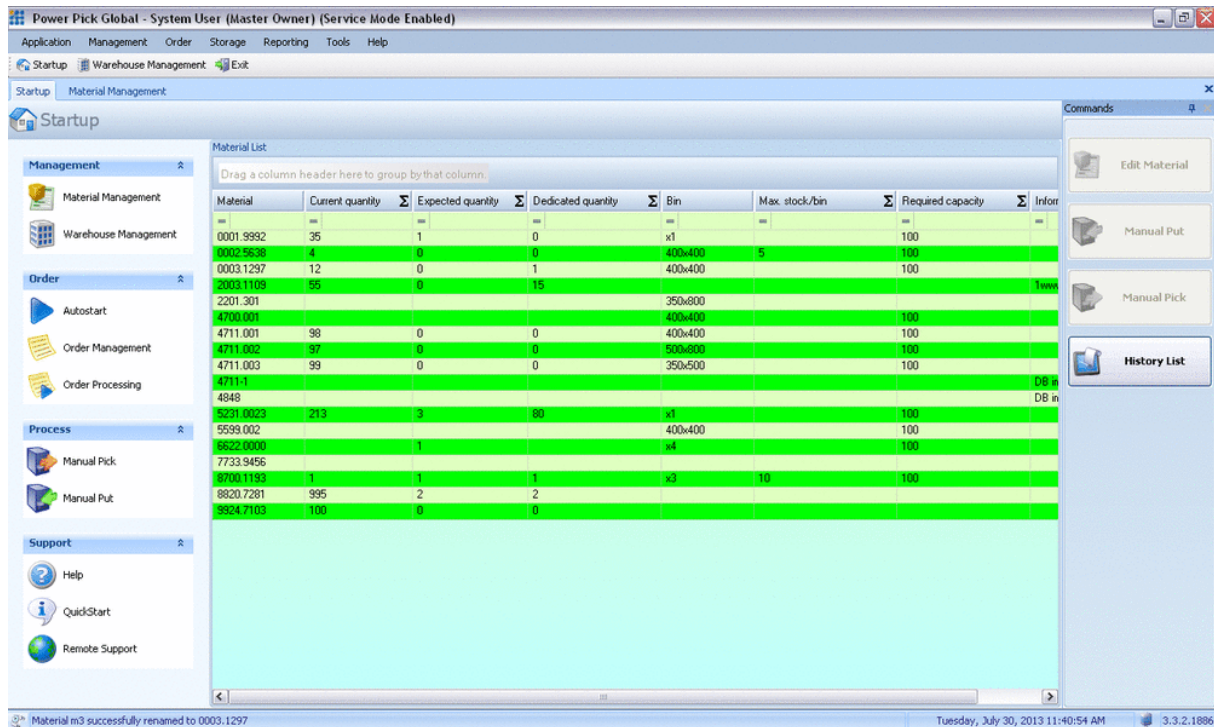 Power Pick Global - System User (Master Owner) (Service Mode Enabled)
Application Management Order Storage Reporting Tools Help
Startup Warehouse Management Exit
Startup Material Management
Startup
Management
Material Management
Warehouse Management
Order
Autostart
Order Management
Order Processing
Process
Manual Pick
Manual Put
Support
Help
QuickStart
Remote Support
Material List
Drag a column header here to group by that column.
Material Current quantity Σ Expected quantity Σ Dedicated quantity Σ Bin Max. stock/bin Σ Required capacity Σ Inform
= = = = = = = =
0001.9992 35 1 0 x1 100
0002.5638 4 0 0 400x400 5 100
0003.1297 12 0 1 400x400 100
2003.1109 55 0 15 1www
2201.301 350x800
4700.001 400x400 100
4711.001 98 0 0 400x400 100
4711.002 97 0 0 500x800 100
4711.003 99 0 0 350x500 100
4711-1 DB in
4848 DB in
5231.0023 213 3 80 x1 100
5599.002 400x400 100
6622.0000 1 x4 100
7733.9456
8700.1193 1 1 1 x3 10 100
8820.7281 995 2 2
9924.7103 100 0 0
Commands
Edit Material
Manual Put
Manual Pick
History List
Material m3 successfully renamed to 0003.1297
Tuesday, July 30, 2013 11:40:54 AM 3.3.2.1886